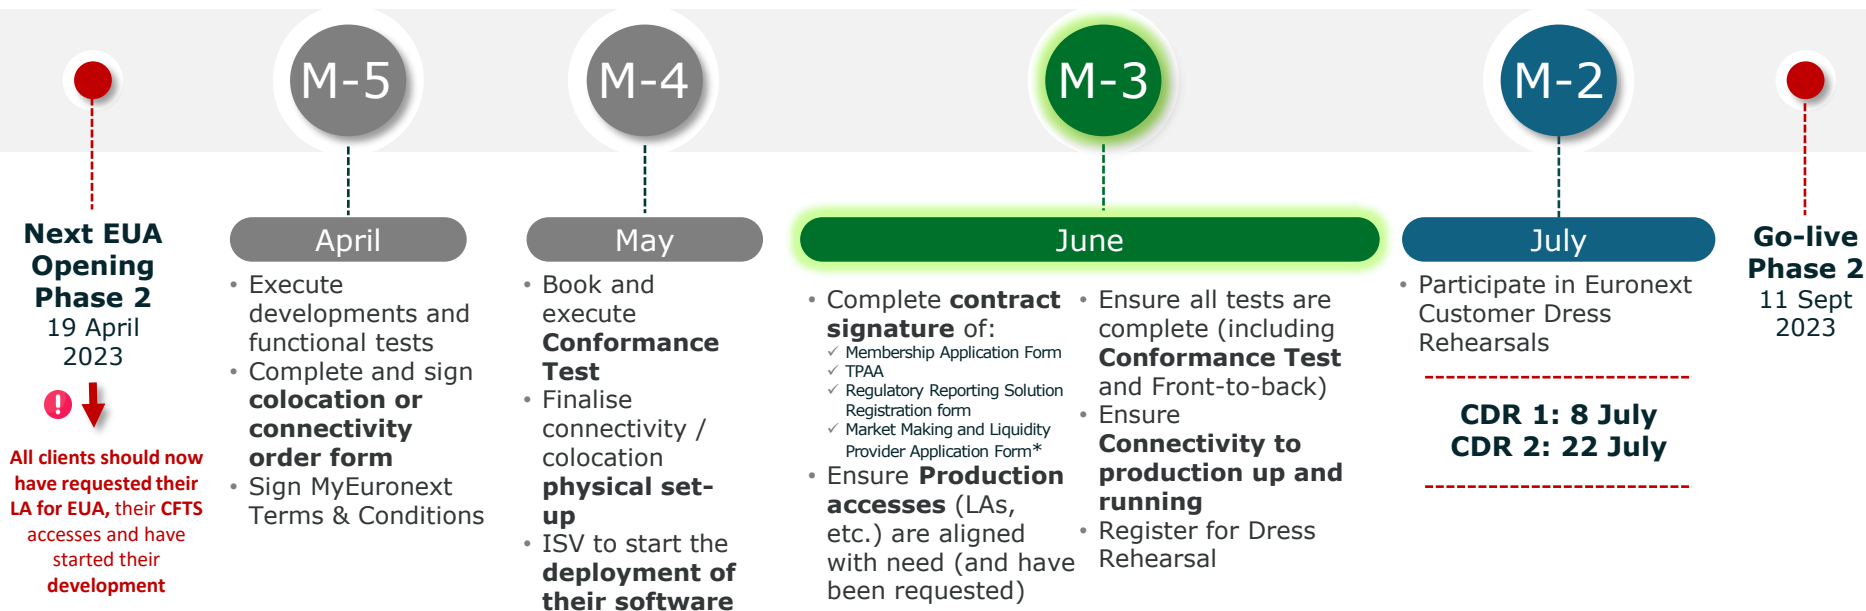 M-5
M-4
M-3
M-2
Next EUA
Opening
Phase 2
19 April
2023
All clients should now
have requested their
LA for EUA, their CFTS
accesses and have
started their
development
April
• Execute
developments and
functional tests
• Complete and sign
colocation or
connectivity
order form
• Sign MyEuronext
Terms & Conditions
May
• Book and
execute
Conformance
Test
• Finalise
connectivity /
colocation
physical set-
up
• ISV to start the
deployment of
their software
June
• Complete contract
signature of:
✓ Membership Application Form
✓ TPAA
✓ Regulatory Reporting Solution
Registration form
✓ Market Making and Liquidity
Provider Application Form*
• Ensure Production
accesses (LAs,
etc.) are aligned
with need (and have
been requested)
• Ensure all tests are
complete (including
Conformance Test
and Front-to-back)
• Ensure
Connectivity to
production up and
running
• Register for Dress
Rehearsal
July
• Participate in Euronext
Customer Dress
Rehearsals
CDR 1: 8 July
CDR 2: 22 July
Go-live
Phase 2
11 Sept
2023